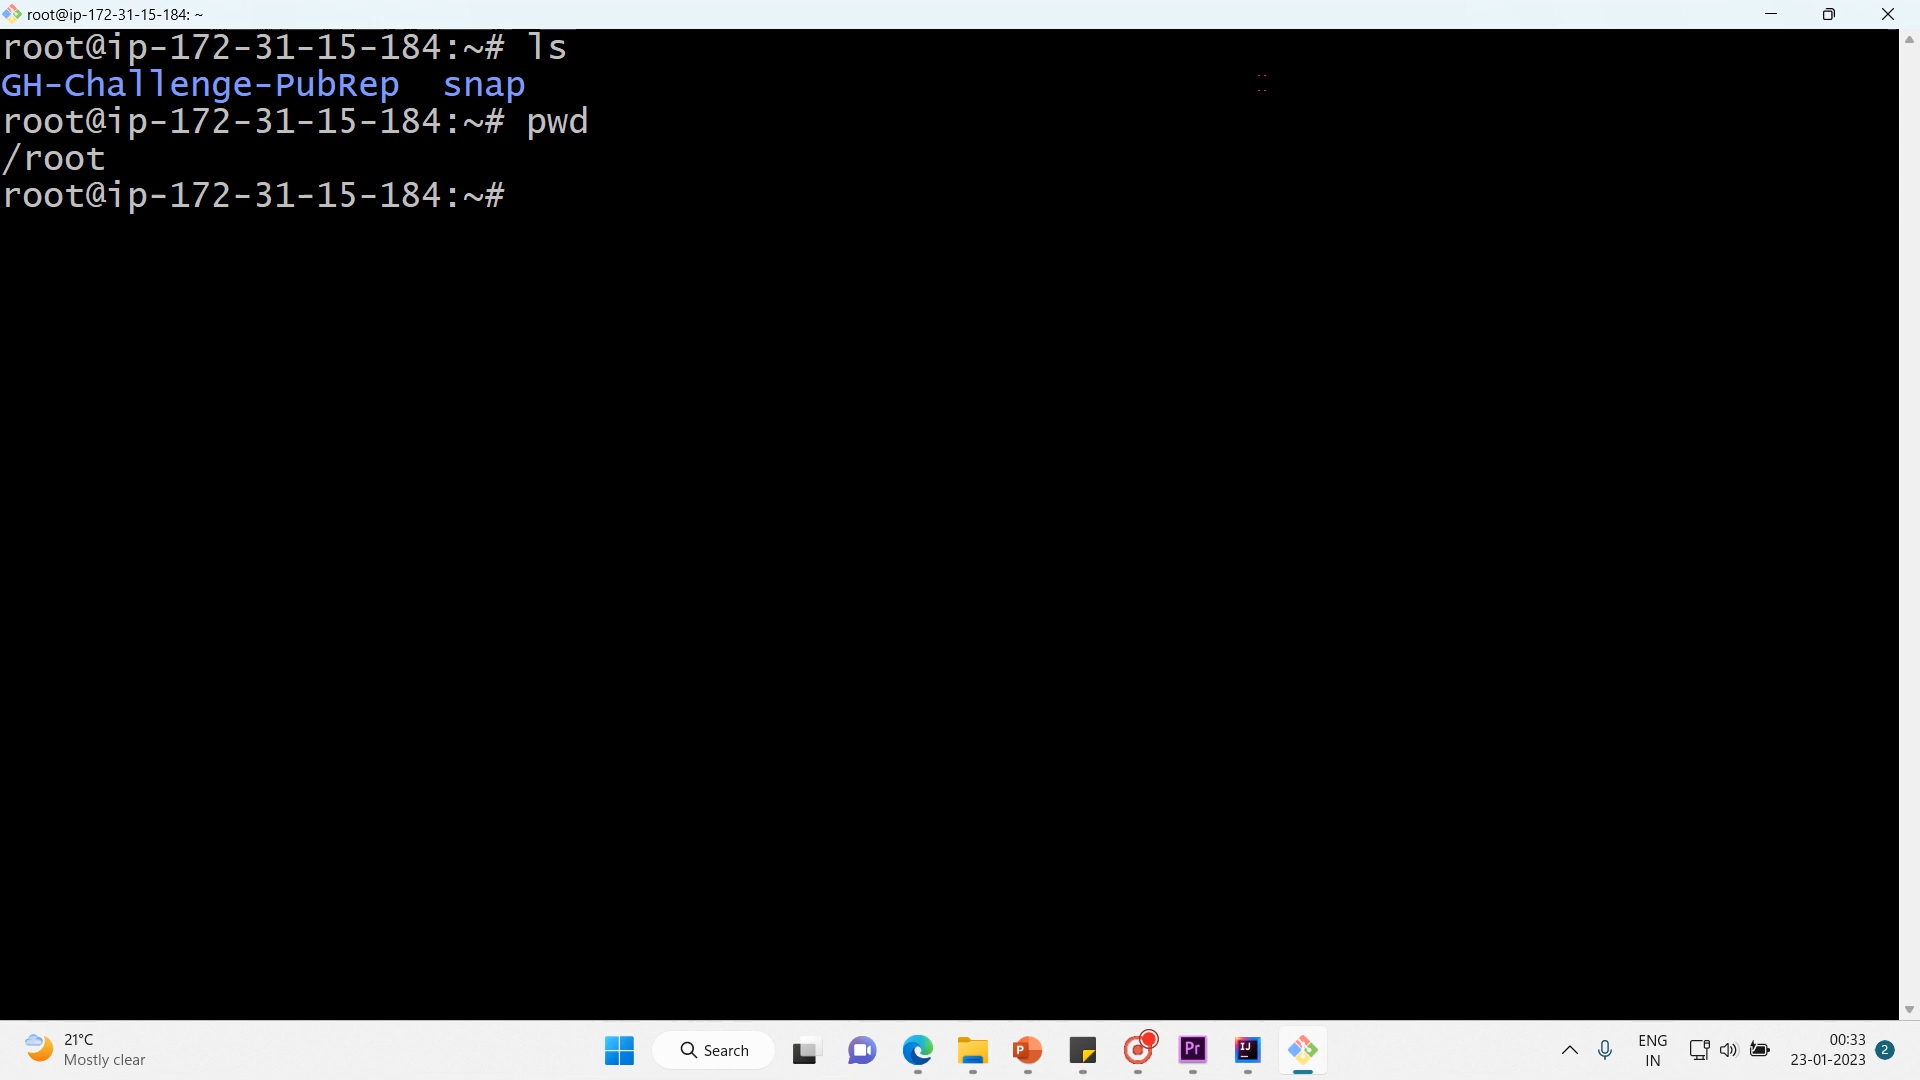 root@ip-172-31-15-184: ~
root@ip-172-31-15-184:~# ls
GH-Challenge-PubRep  snap
root@ip-172-31-15-184:~# pwd
/root
root@ip-172-31-15-184:~#
21°C
Mostly clear
Search
P
Pr
IJ
ENG
IN
00:33
23-01-2023
2